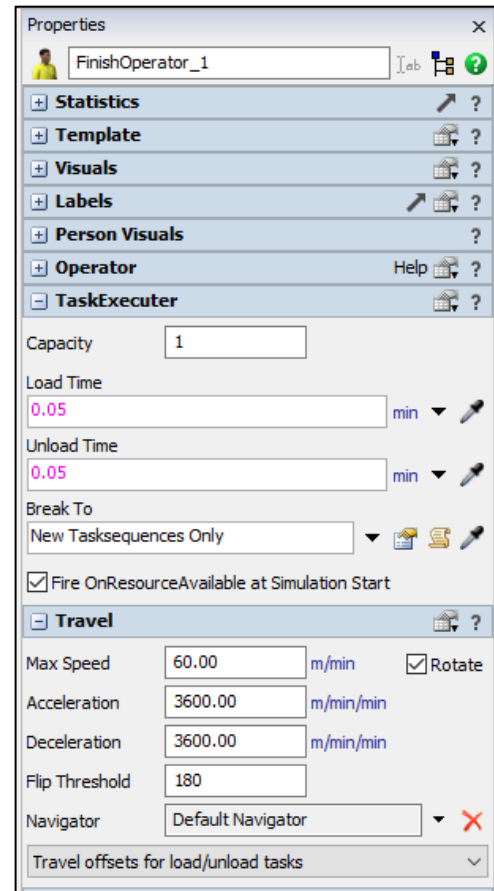 Properties
FinishOperator_1
Statistics ?
Template ?
Visuals ?
Labels ?
Person Visuals ?
Operator Help ?
TaskExecuter ?
Capacity 1
Load Time
0.05 min
Unload Time
0.05 min
Break To
New Tasksequences Only
Fire OnResourceAvailable at Simulation Start
Travel ?
Max Speed 60.00 m/min Rotate
Acceleration 3600.00 m/min/min
Deceleration 3600.00 m/min/min
Flip Threshold 180
Navigator Default Navigator
Travel offsets for load/unload tasks